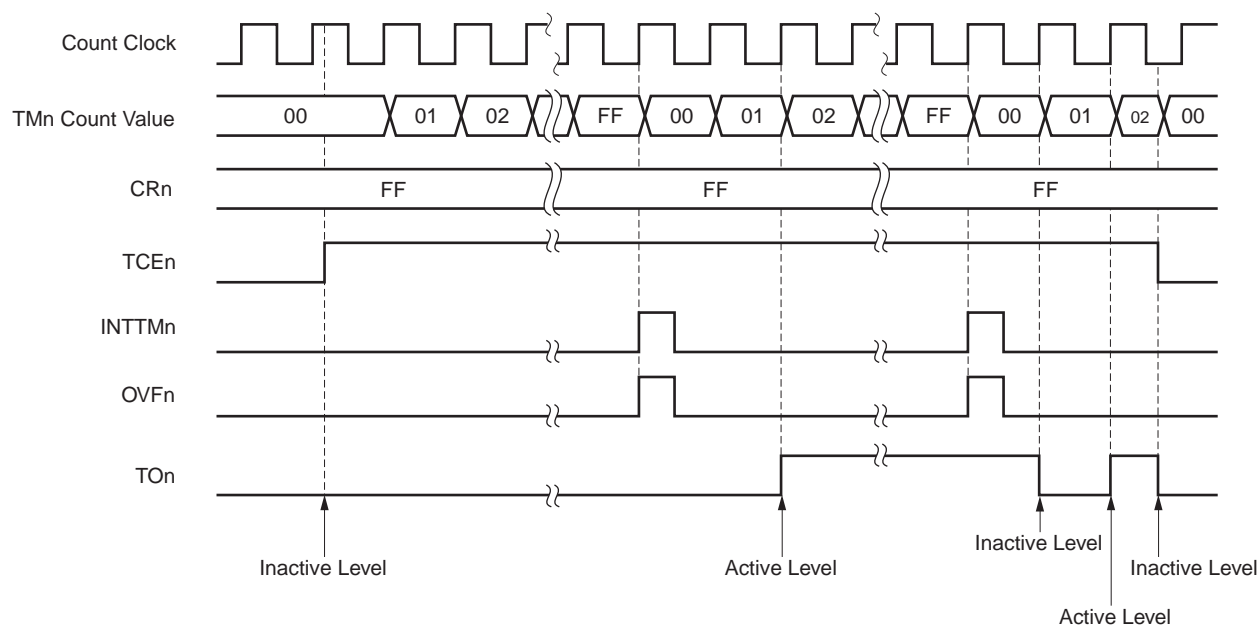 Count Clock
TMn Count Value 00 01 02 FF 00 01 02 FF 00 01 02 00
CRn FF FF FF
TCEn
INTTMn
OVFn
TOn
Inactive Level Active Level Inactive Level Inactive Level
Active Level